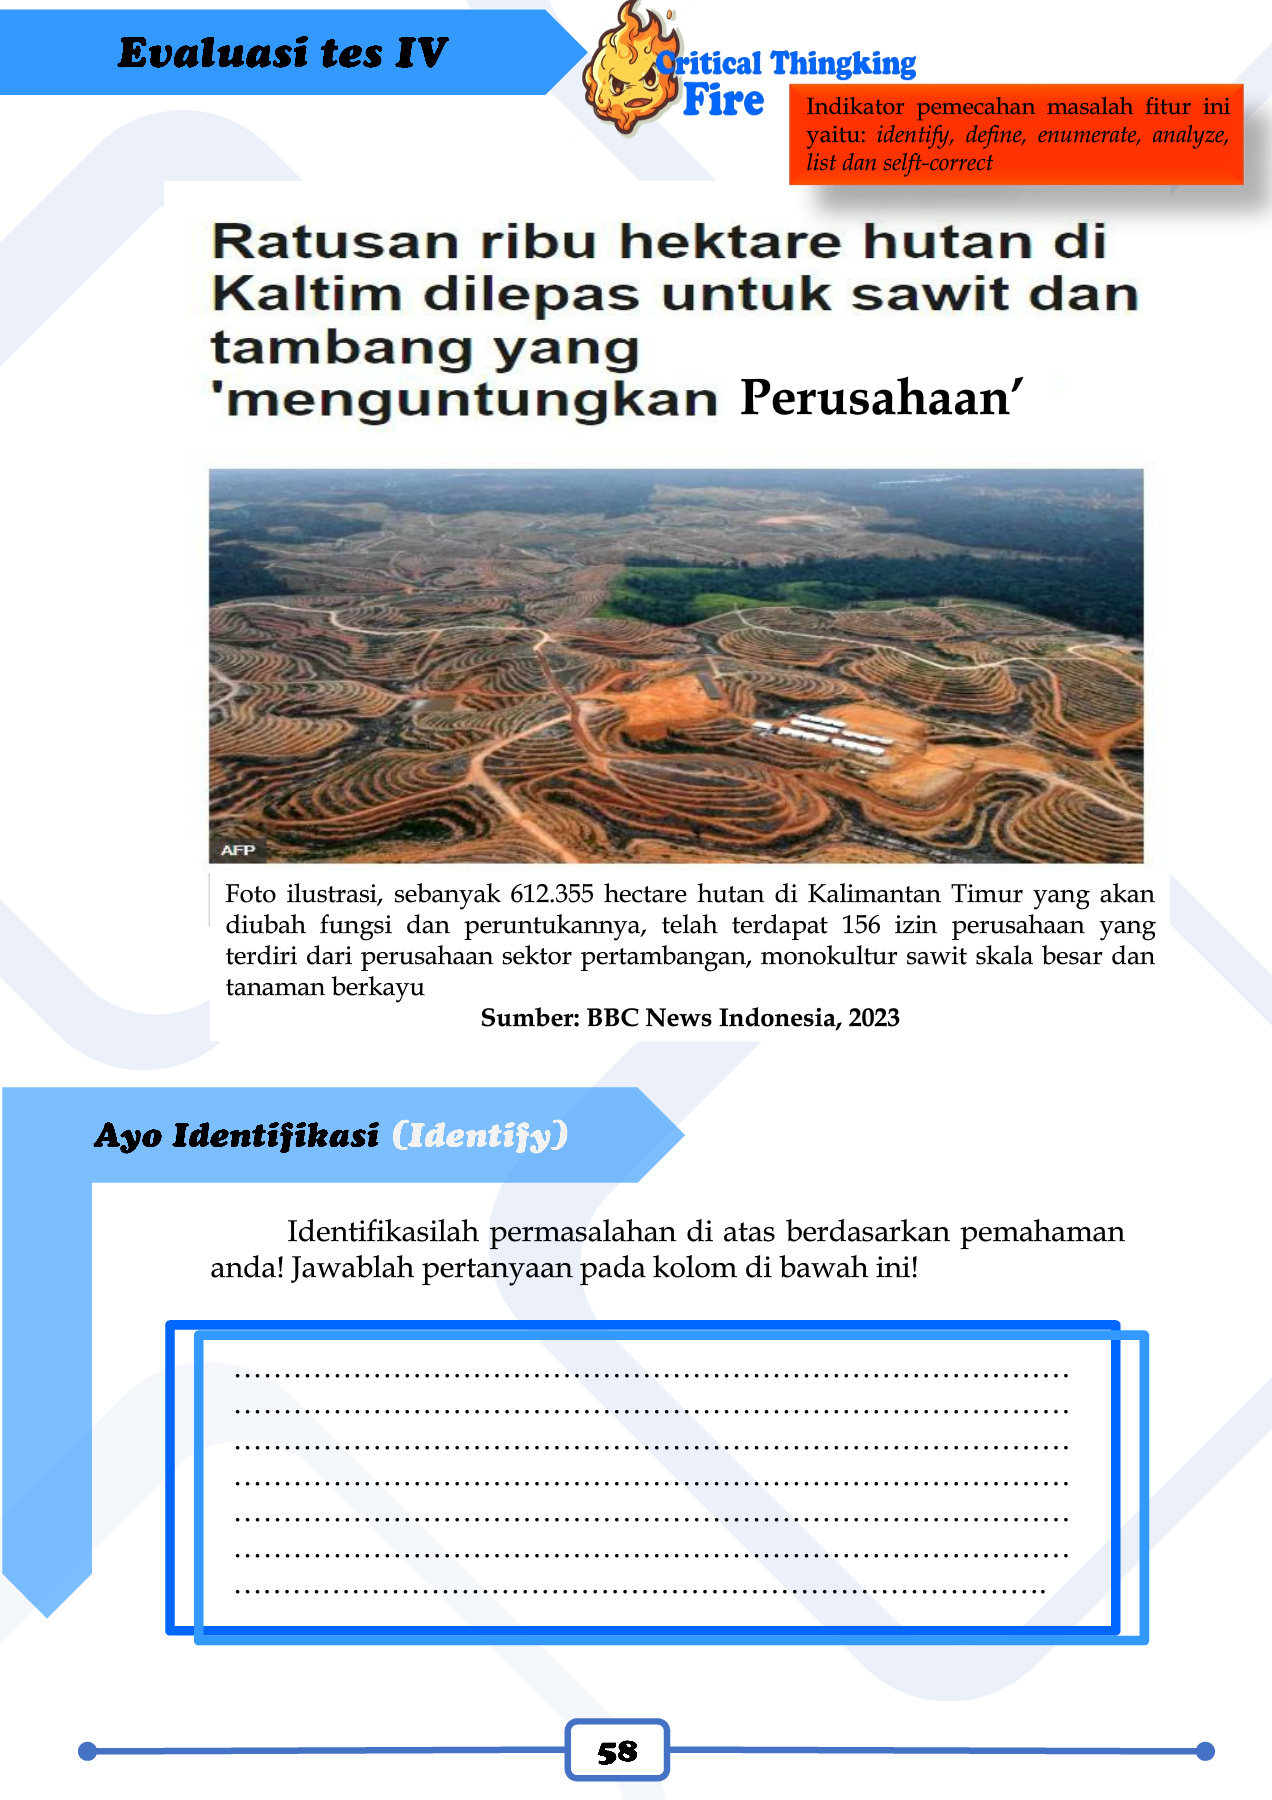 Evaluasi tes IV
Critical Thingking
Fire
Indikator pemecahan masalah fitur ini
yaitu: identify, define, enumerate, analyze,
list dan selft-correct
Ratusan ribu hektare hutan di
Kaltim dilepas untuk sawit dan
tambang yang
'menguntungkan Perusahaan’
AFP
Foto ilustrasi, sebanyak 612.355 hectare hutan di Kalimantan Timur yang akan
diubah fungsi dan peruntukannya, telah terdapat 156 izin perusahaan yang
terdiri dari perusahaan sektor pertambangan, monokultur sawit skala besar dan
tanaman berkayu
Sumber: BBC News Indonesia, 2023
Ayo Identifikasi (Identify)
Identifikasilah permasalahan di atas berdasarkan pemahaman
anda! Jawablah pertanyaan pada kolom di bawah ini!
…………………………………………………………………………
…………………………………………………………………………
…………………………………………………………………………
…………………………………………………………………………
…………………………………………………………………………
…………………………………………………………………………
……………………………………………………………………….
58